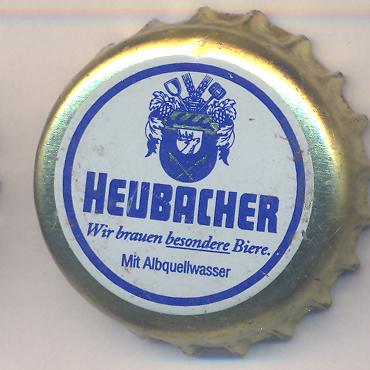 HEUBACHER
Wir brauen besondere Biere.
Mit Albquellwasser